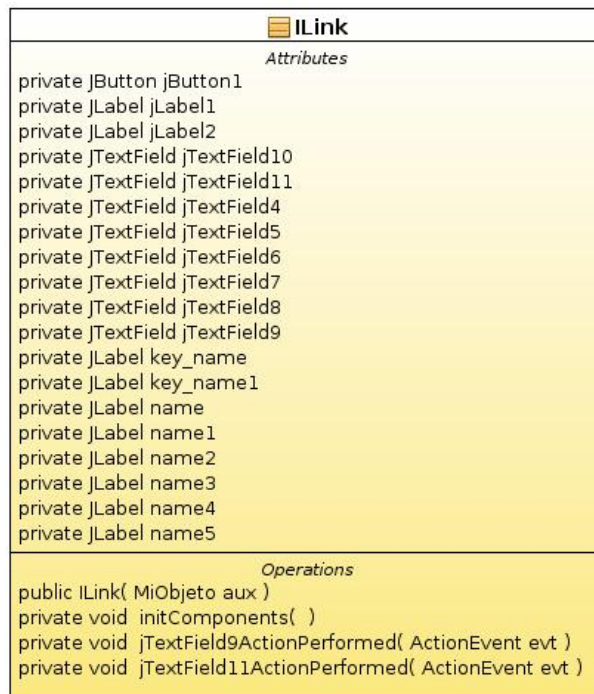 ILink
Attributes
private JButton jButton1
private JLabel jLabel1
private JLabel jLabel2
private JTextField jTextField10
private JTextField jTextField11
private JTextField jTextField4
private JTextField jTextField5
private JTextField jTextField6
private JTextField jTextField7
private JTextField jTextField8
private JTextField jTextField9
private JLabel key_name
private JLabel key_name1
private JLabel name
private JLabel name1
private JLabel name2
private JLabel name3
private JLabel name4
private JLabel name5
Operations
public ILink( MiObjeto aux )
private void initComponents( )
private void jTextField9ActionPerformed( ActionEvent evt )
private void jTextField11ActionPerformed( ActionEvent evt )